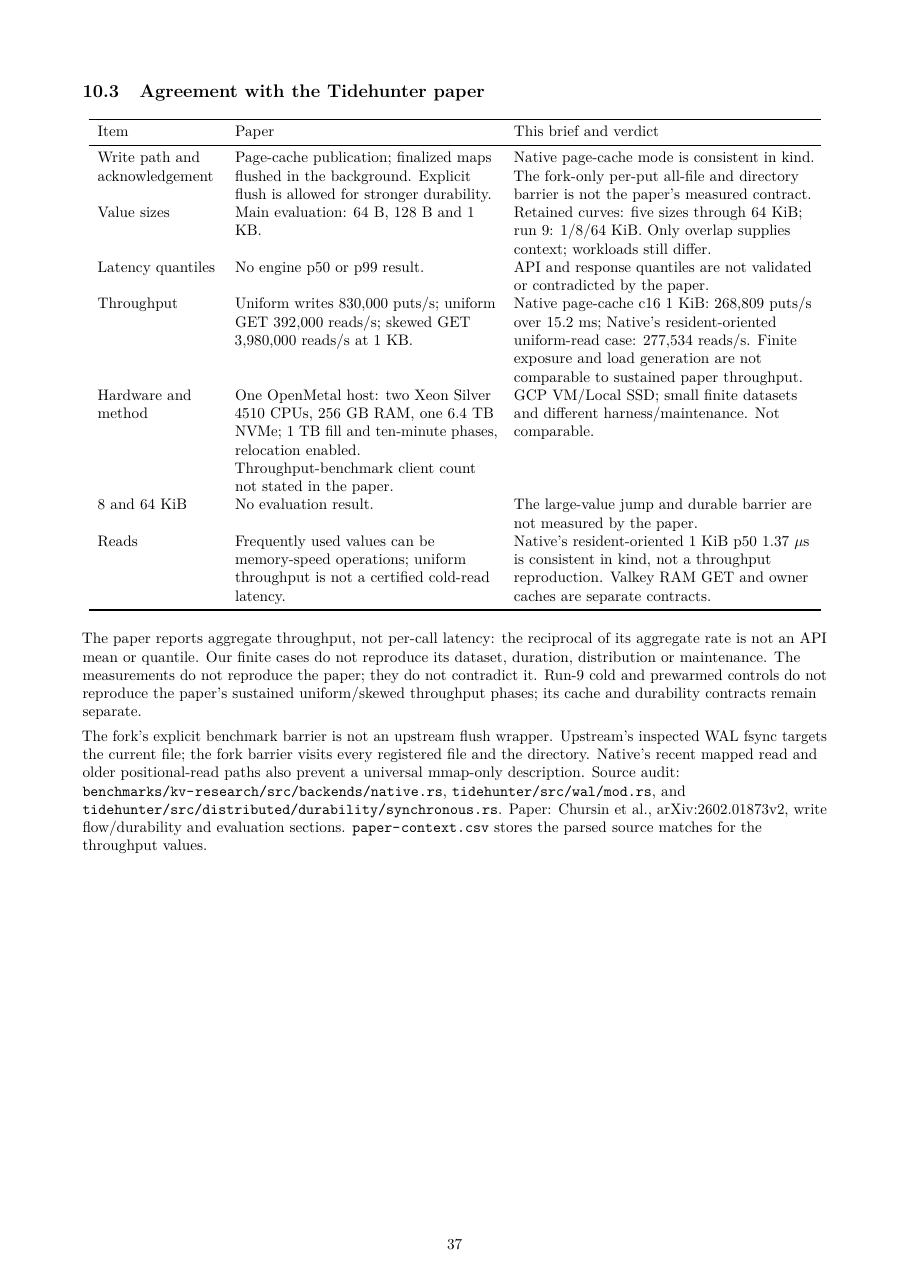 10.3 Agreement with the Tidehunter paper
Item Paper This brief and verdict
Write path and Page-cache publication; finalized maps Native page-cache mode is consistent in kind.
acknowledgement flushed in the background. Explicit The fork-only per-put all-file and directory
flush is allowed for stronger durability. barrier is not the paper's measured contract.
Value sizes Main evaluation: 64 B, 128 B and 1 Retained curves: five sizes through 64 KiB;
KB. run 9: 1/8/64 KiB. Only overlap supplies
context; workloads still differ.
Latency quantiles No engine p50 or p99 result. API and response quantiles are not validated
or contradicted by the paper.
Throughput Uniform writes 830,000 puts/s; uniform Native page-cache c16 1 KiB: 268,809 puts/s
GET 392,000 reads/s; skewed GET over 15.2 ms; Native's resident-oriented
3,980,000 reads/s at 1 KB. uniform-read case: 277,534 reads/s. Finite
exposure and load generation are not
comparable to sustained paper throughput.
Hardware and One OpenMetal host: two Xeon Silver GCP VM/Local SSD; small finite datasets
method 4510 CPUs, 256 GB RAM, one 6.4 TB and different harness/maintenance. Not
NVMe; 1 TB fill and ten-minute phases, comparable.
relocation enabled.
Throughput-benchmark client count
not stated in the paper.
8 and 64 KiB No evaluation result. The large-value jump and durable barrier are
not measured by the paper.
Reads Frequently used values can be Native's resident-oriented 1 KiB p50 1.37 μs
memory-speed operations; uniform is consistent in kind, not a throughput
throughput is not a certified cold-read reproduction. Valkey RAM GET and owner
latency. caches are separate contracts.
The paper reports aggregate throughput, not per-call latency: the reciprocal of its aggregate rate is not an API
mean or quantile. Our finite cases do not reproduce its dataset, duration, distribution or maintenance. The
measurements do not reproduce the paper; they do not contradict it. Run-9 cold and prewarmed controls do not
reproduce the paper's sustained uniform/skewed throughput phases; its cache and durability contracts remain
separate.
The fork's explicit benchmark barrier is not an upstream flush wrapper. Upstream's inspected WAL fsync targets
the current file; the fork barrier visits every registered file and the directory. Native's recent mapped read and
older positional-read paths also prevent a universal mmap-only description. Source audit:
benchmarks/kv-research/src/backends/native.rs, tidehunter/src/wal/mod.rs, and
tidehunter/src/distributed/durability/synchronous.rs. Paper: Chursin et al., arXiv:2602.01873v2, write
flow/durability and evaluation sections. paper-context.csv stores the parsed source matches for the
throughput values.
37